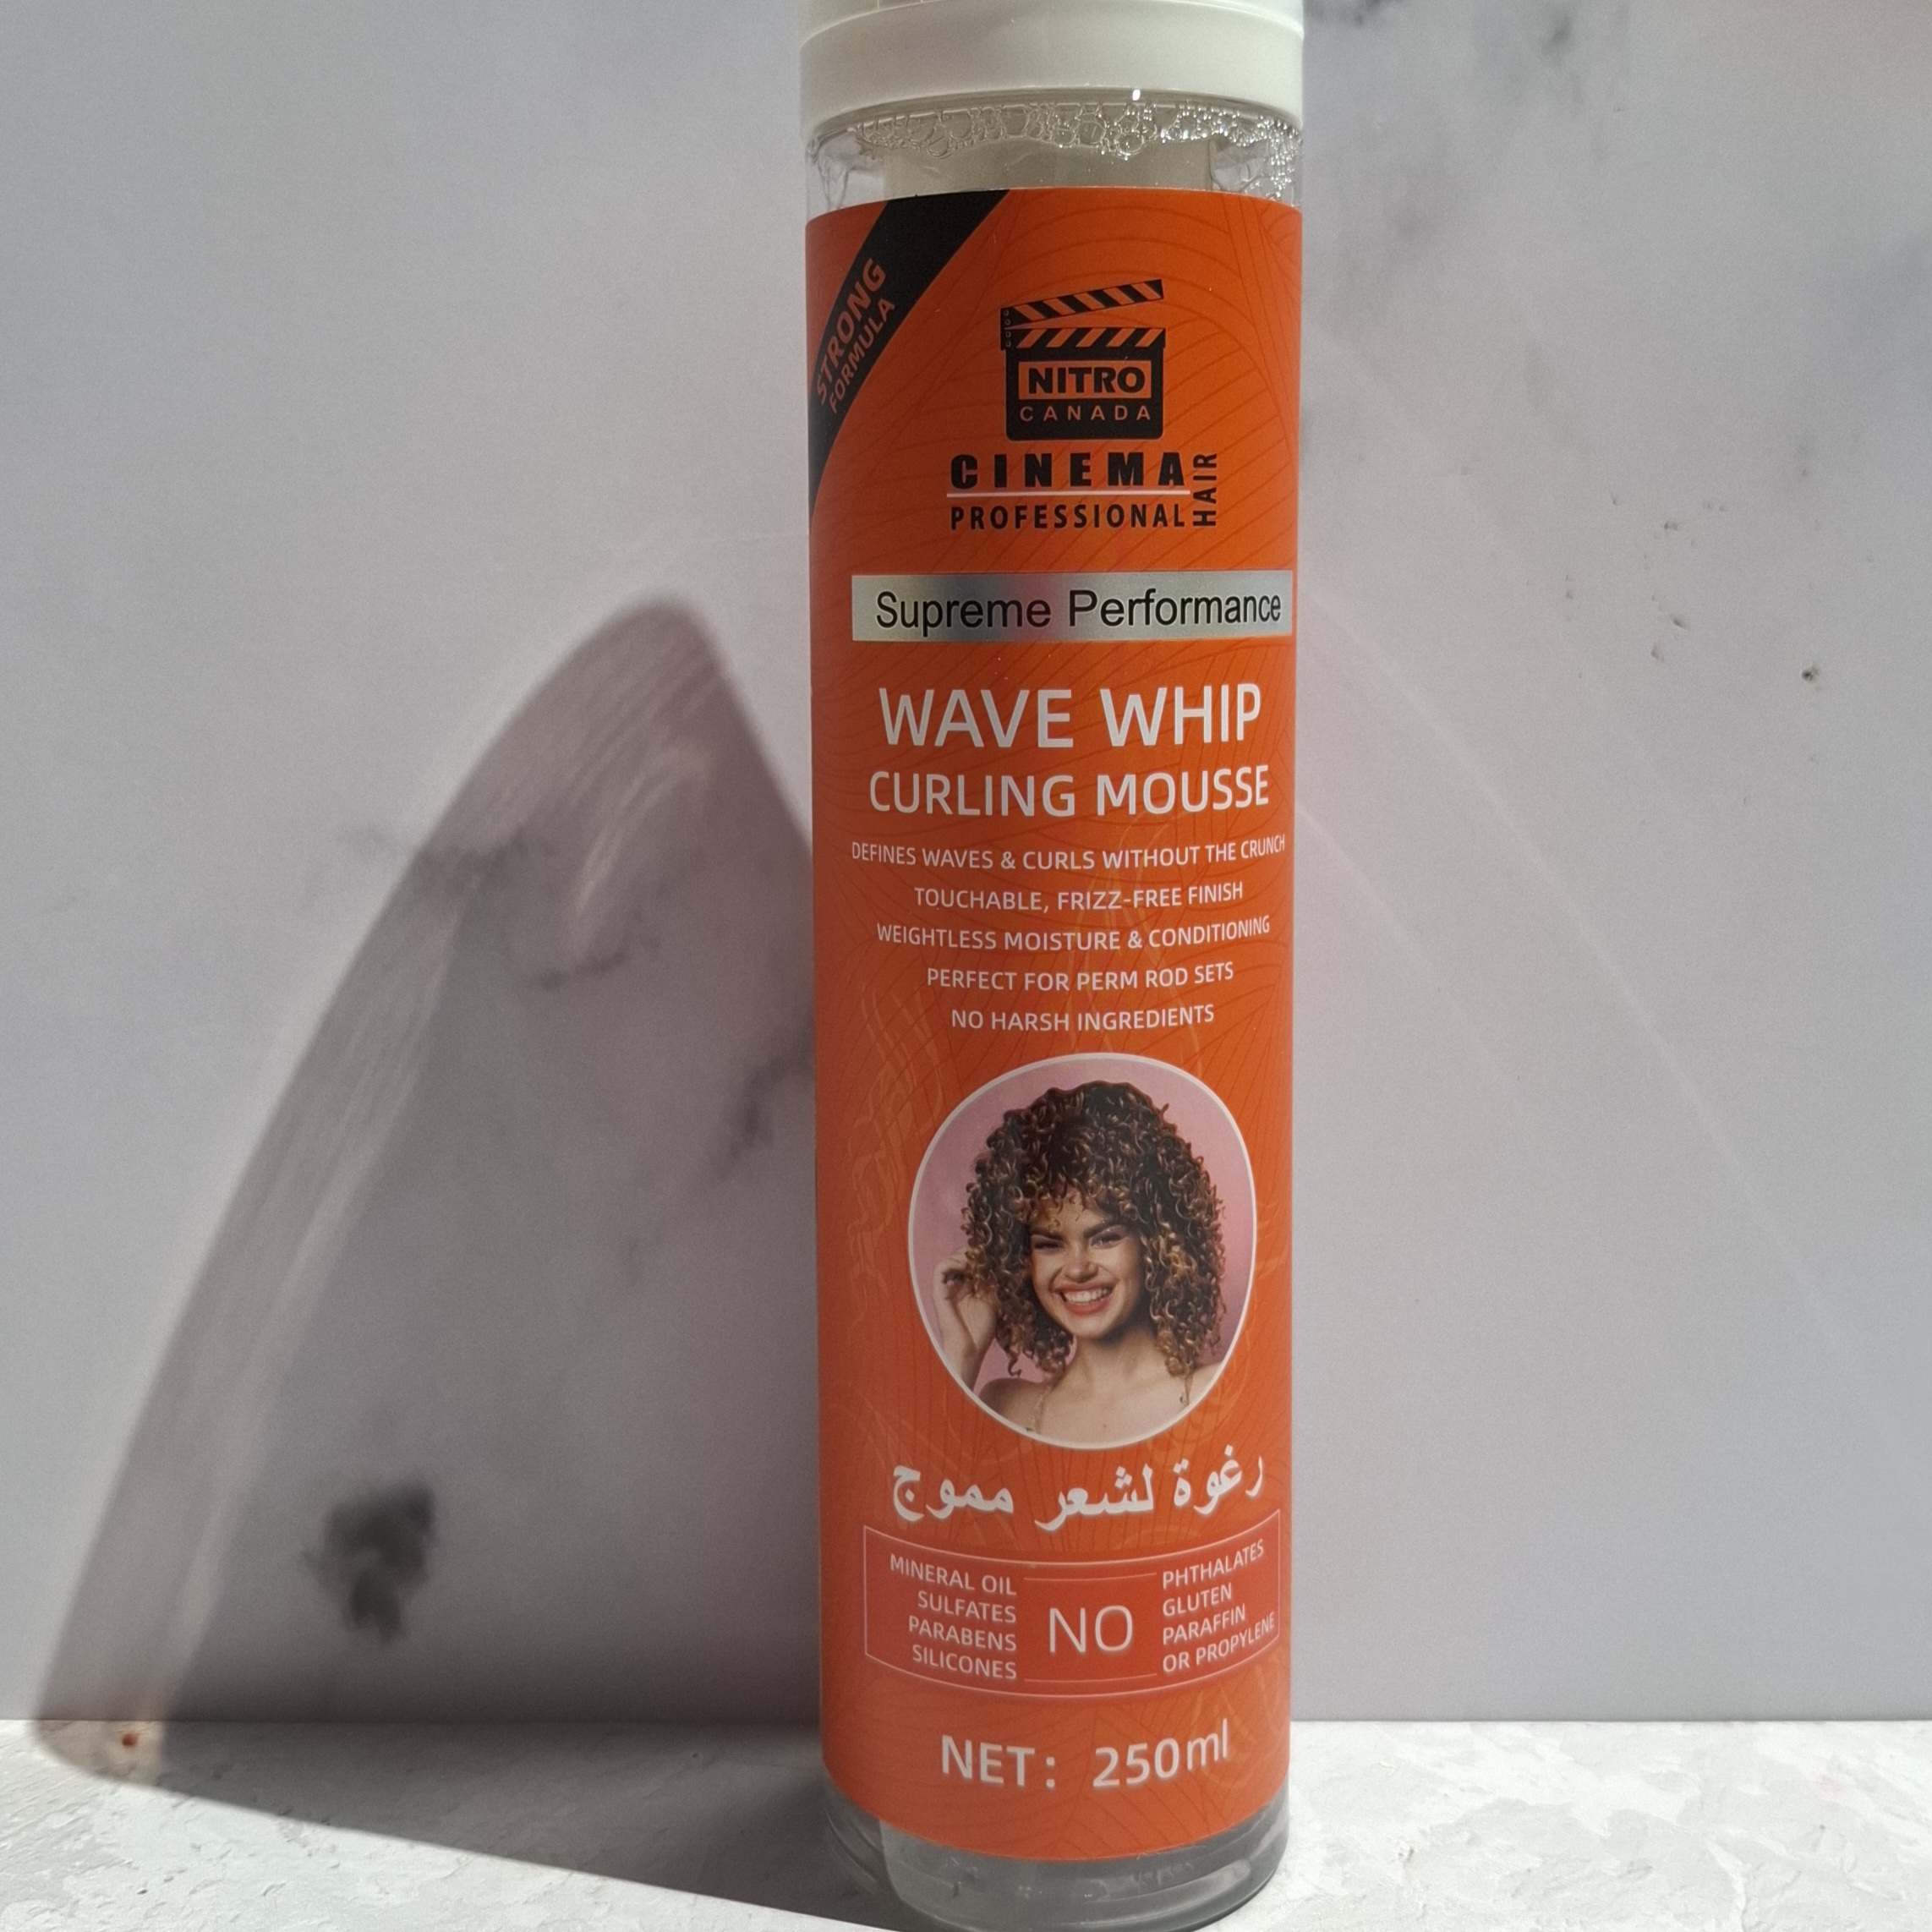 STRONG
FORMULA
NITRO
CANADA
CINEMA
PROFESSIONAL
HAIR
Supreme Performance
WAVE WHIP
CURLING MOUSSE
DEFINES WAVES & CURLS WITHOUT THE CRUNCH
TOUCHABLE, FRIZZ-FREE FINISH
WEIGHTLESS MOISTURE & CONDITIONING
PERFECT FOR PERM ROD SETS
NO HARSH INGREDIENTS
رغوة لشعر مموج
MINERAL OIL
SULFATES
PARABENS
SILICONES
NO
PHTHALATES
GLUTEN
PARAFFIN
OR PROPYLENE
NET: 250ml